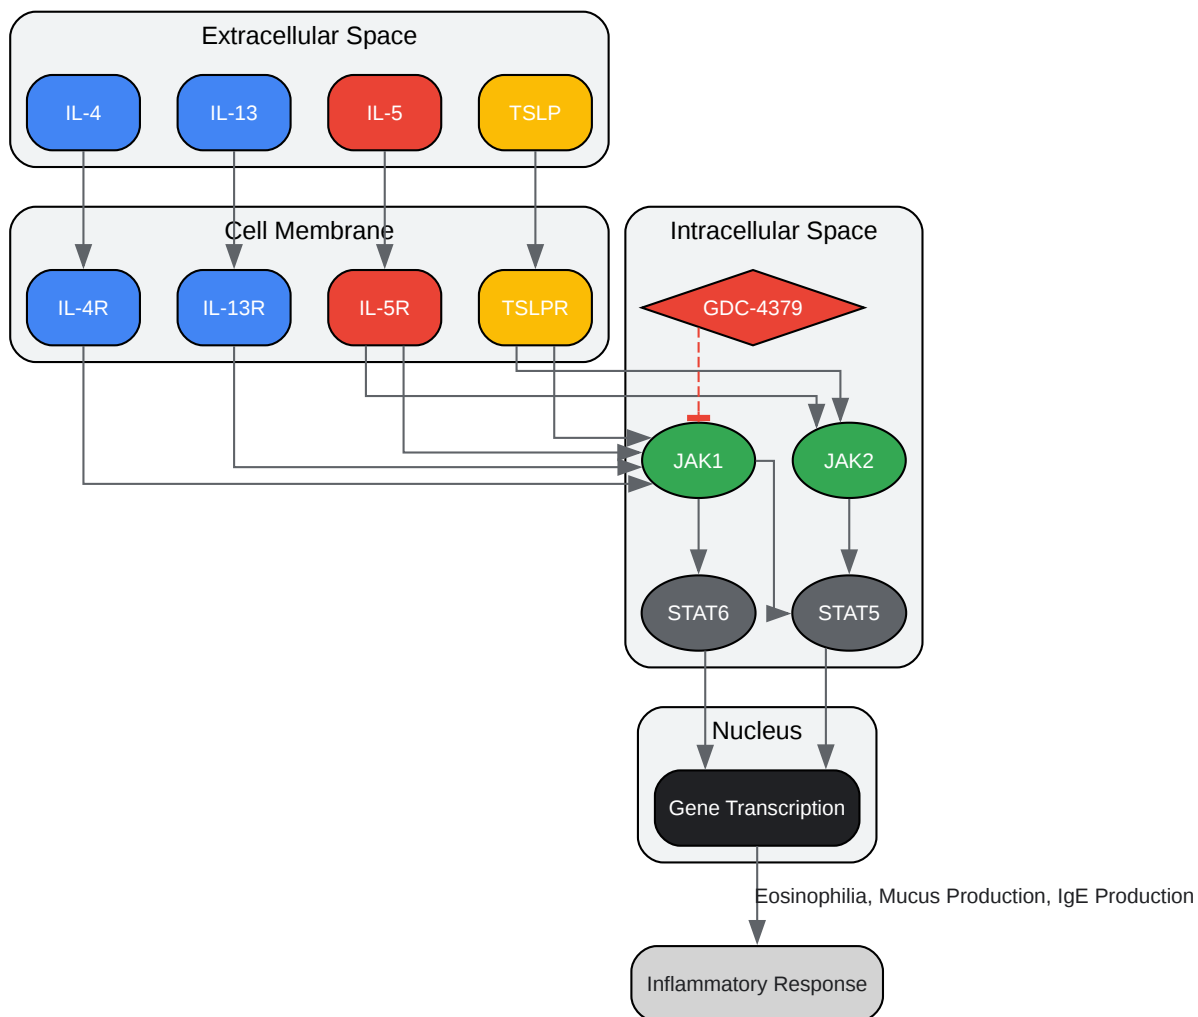 Extracellular Space
IL-4
IL-13
IL-5
TSLP
Cell Membrane
IL-4R
IL-13R
IL-5R
TSLPR
Intracellular Space
GDC-4379
JAK1
JAK2
STAT6
STAT5
Nucleus
Gene Transcription
Eosinophilia, Mucus Production, IgE Production
Inflammatory Response